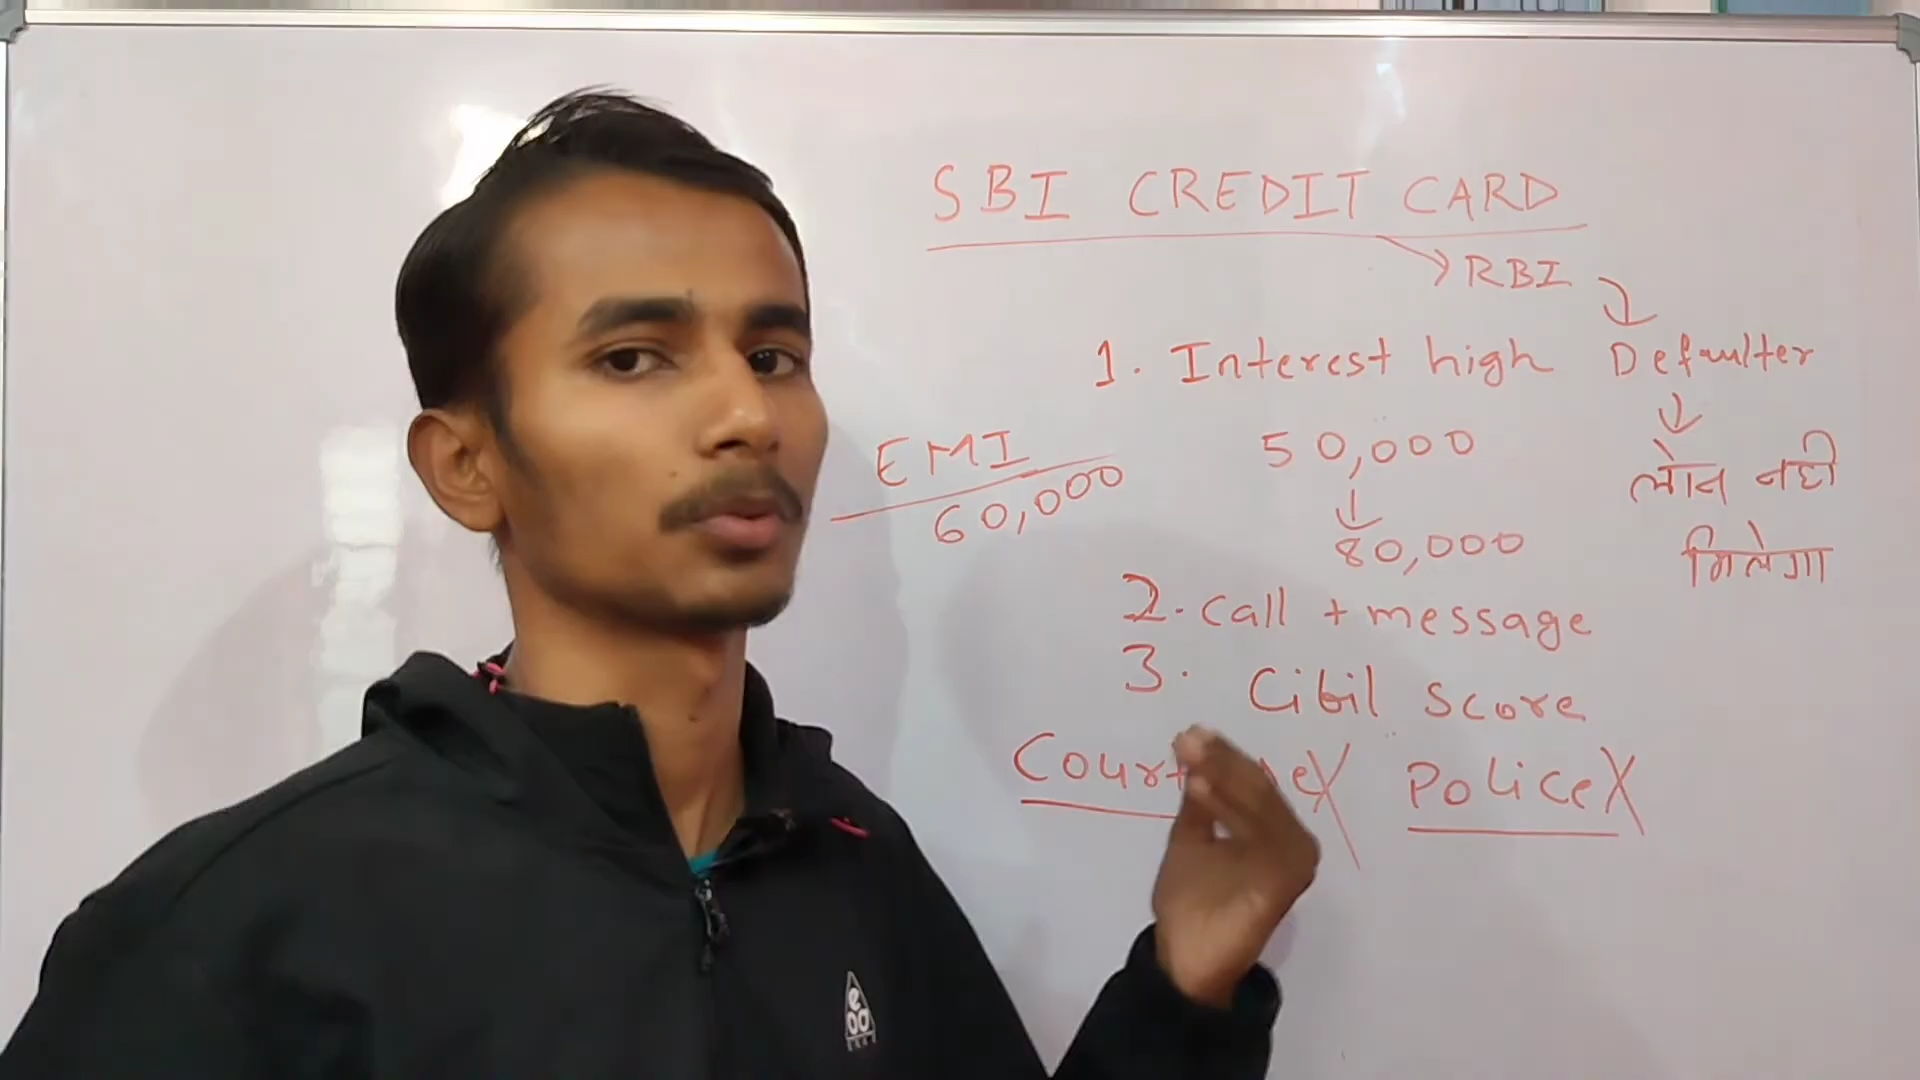 SBI CREDIT CARD
RBI
1. Interest high
Defaulter
50,000
लोन नही
मिलेगा
EMI
60,000
80,000
2. Call + message
3. Cibil score
Court
Police X